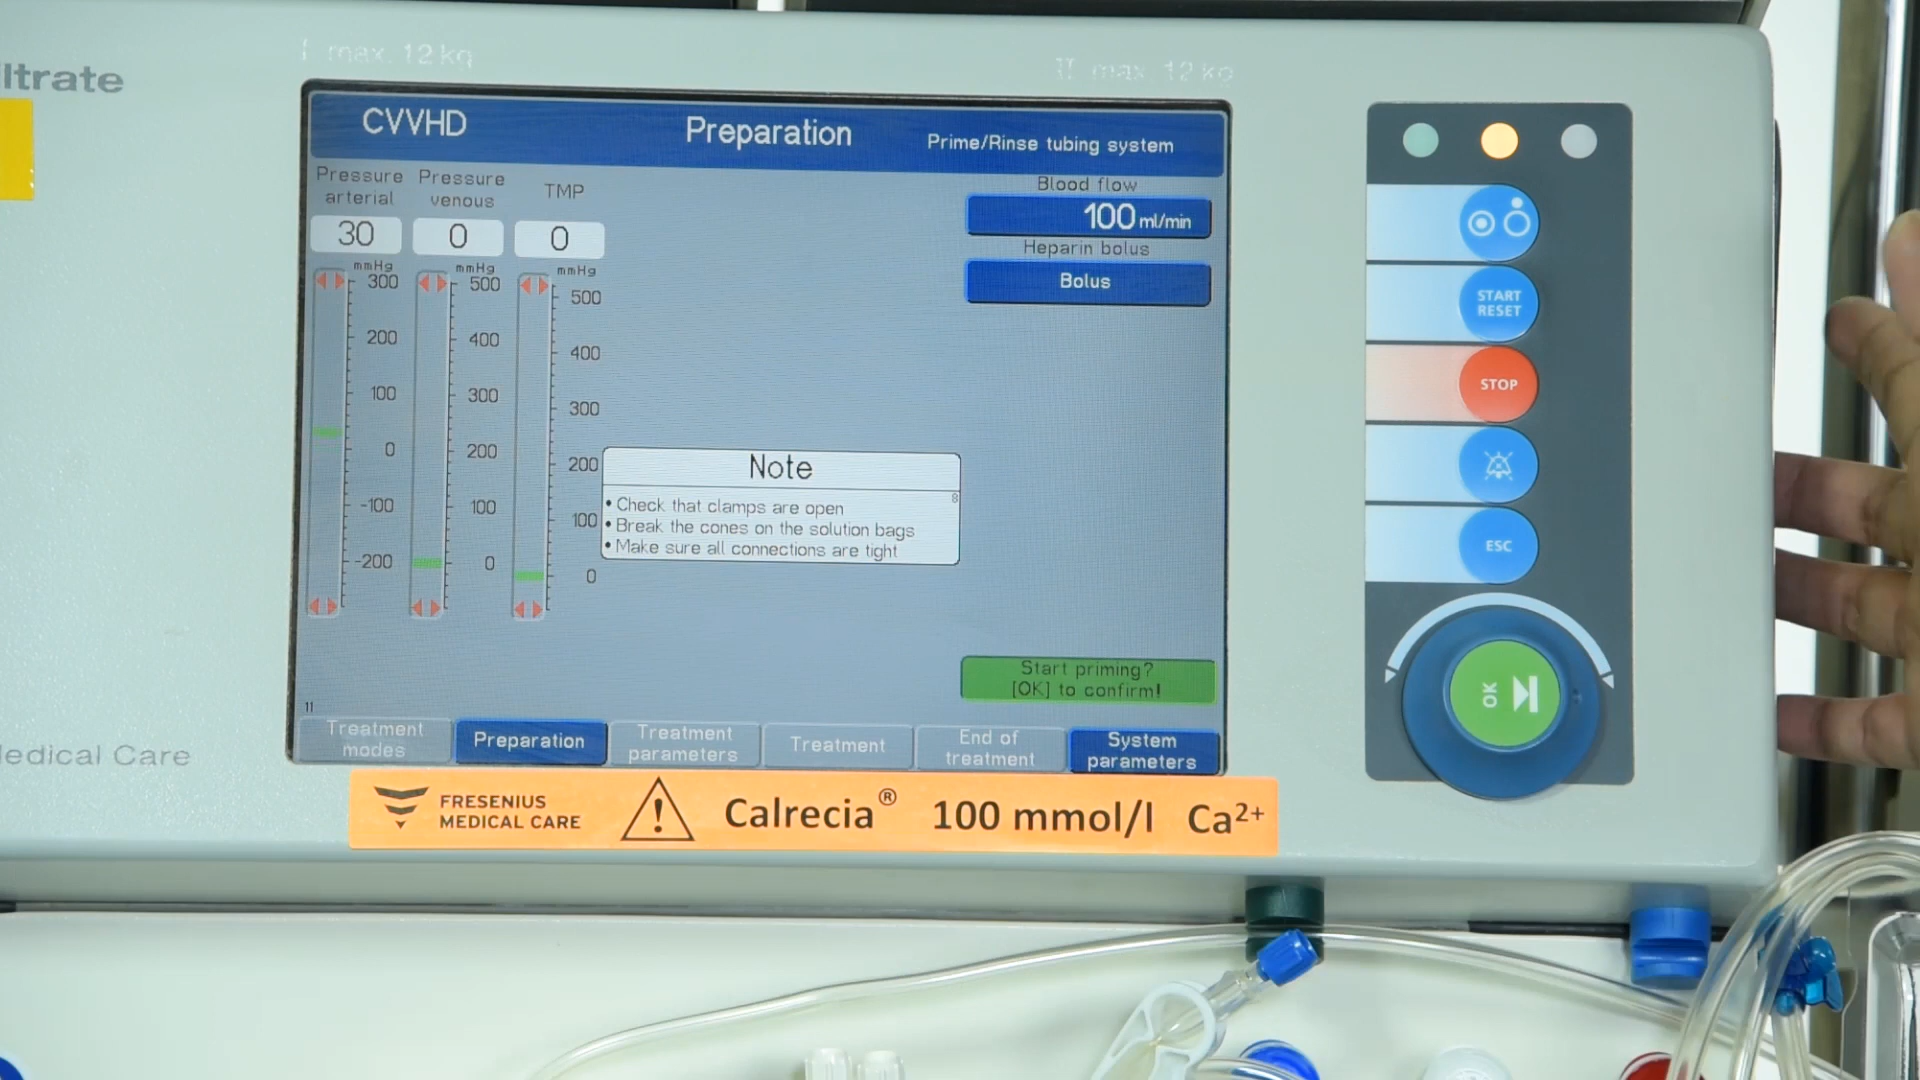 I max. 12 kg
II max. 12 kg
ltrate
CVVHD
Preparation
Prime/Rinse tubing system
Pressure arterial
Pressure venous
TMP
30
0
0
mmHg
mmHg
mmHg
300
200
100
0
-100
-200
500
400
300
200
100
0
500
400
300
200
100
0
Blood flow
100 ml/min
Heparin bolus
Bolus
Note
8
• Check that clamps are open
• Break the cones on the solution bags
• Make sure all connections are tight
Start priming?
[OK] to confirm!
11
Treatment modes
Preparation
Treatment parameters
Treatment
End of treatment
System parameters
START
RESET
STOP
ESC
OK
edical Care
FRESENIUS
MEDICAL CARE
Calrecia® 100 mmol/l Ca²⁺